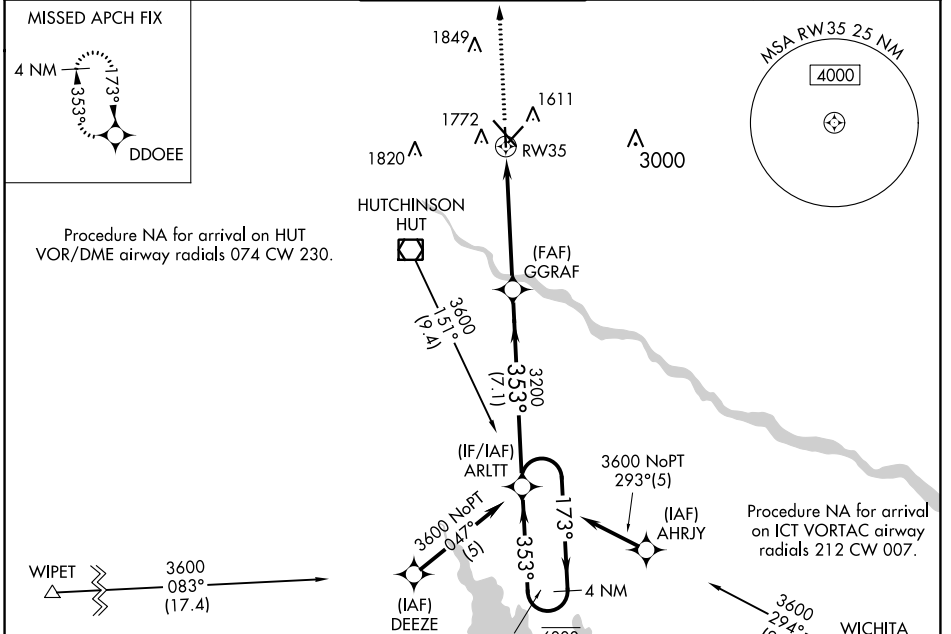 MISSED APCH FIX
4 NM
173°
353°
DDOEE
1849
1611
1772
RW35
1820
3000
MSA RW35 25 NM
4000
HUTCHINSON
HUT
Procedure NA for arrival on HUT
VOR/DME airway radials 074 CW 230.
(FAF)
GGRAF
3600
151°
(9.4)
3200
353°
(7.1)
(IF/IAF)
ARLTT
3600 NoPT
293°(5)
(IAF)
AHRJY
Procedure NA for arrival
on ICT VORTAC airway
radials 212 CW 007.
3600 NoPT
047°
(5)
173°
353°
4 NM
WIPET
3600
083°
(17.4)
(IAF)
DEEZE
3600
294°
WICHITA